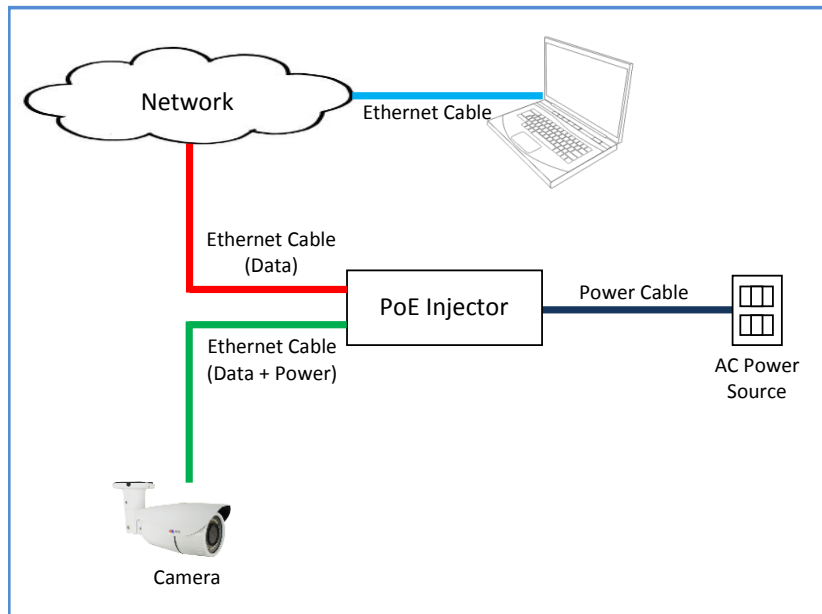 Network
Ethernet Cable
Ethernet Cable
(Data)
PoE Injector
Power Cable
Ethernet Cable
(Data + Power)
AC Power
Source
Camera